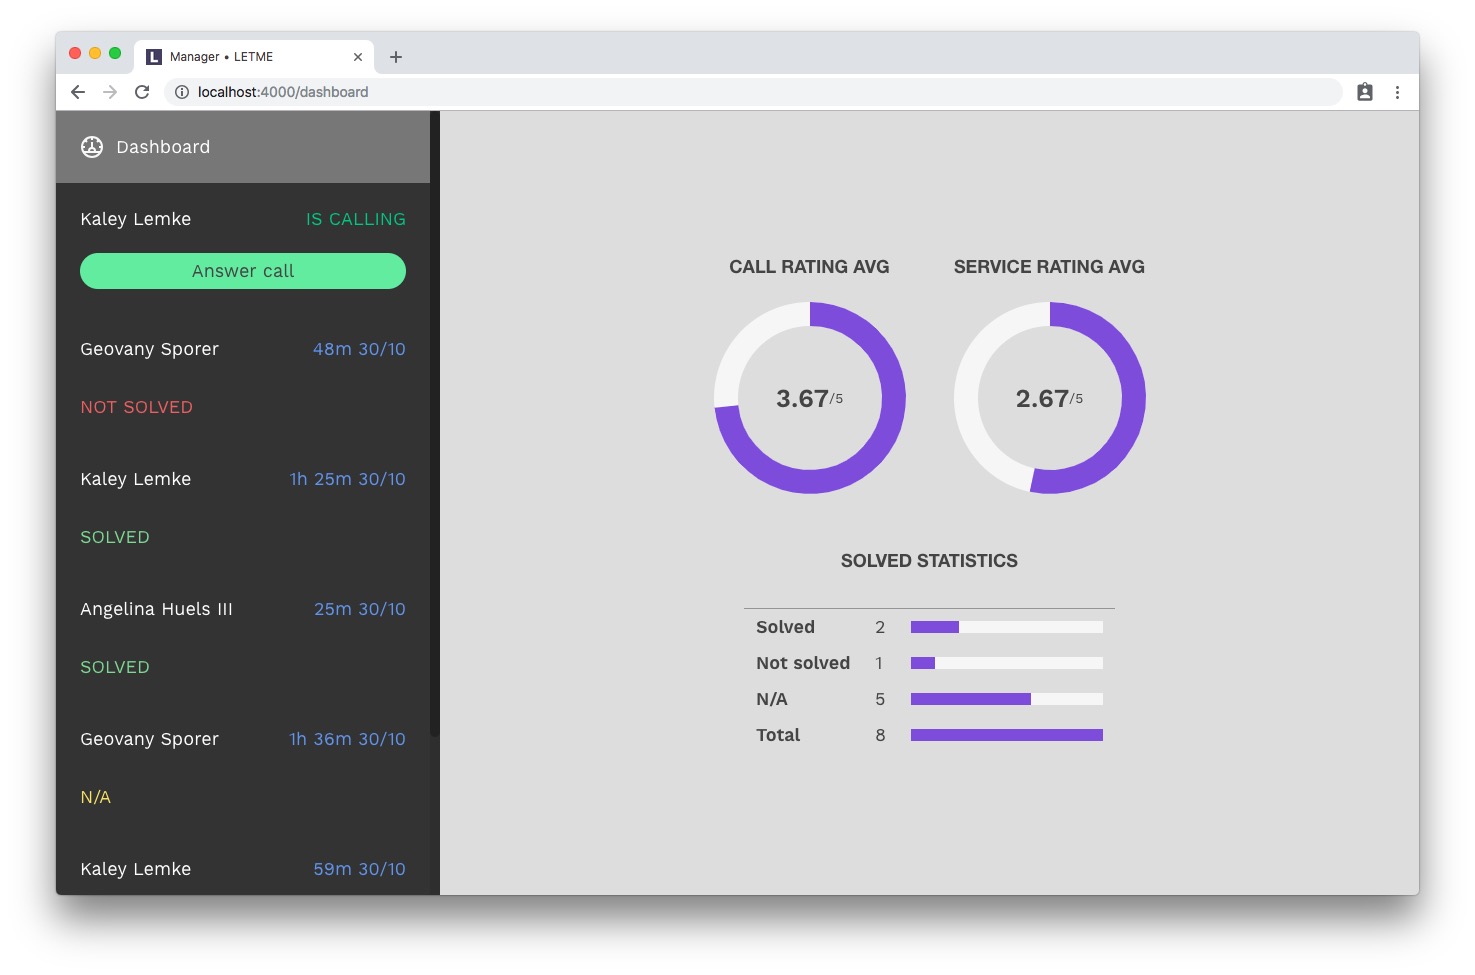 Manager • LETME
localhost:4000/dashboard
Dashboard
Kaley Lemke IS CALLING
Answer call
Geovany Sporer 48m 30/10
NOT SOLVED
Kaley Lemke 1h 25m 30/10
SOLVED
Angelina Huels III 25m 30/10
SOLVED
Geovany Sporer 1h 36m 30/10
N/A
Kaley Lemke 59m 30/10
CALL RATING AVG SERVICE RATING AVG
3.67/5 2.67/5
SOLVED STATISTICS
Solved 2
Not solved 1
N/A 5
Total 8